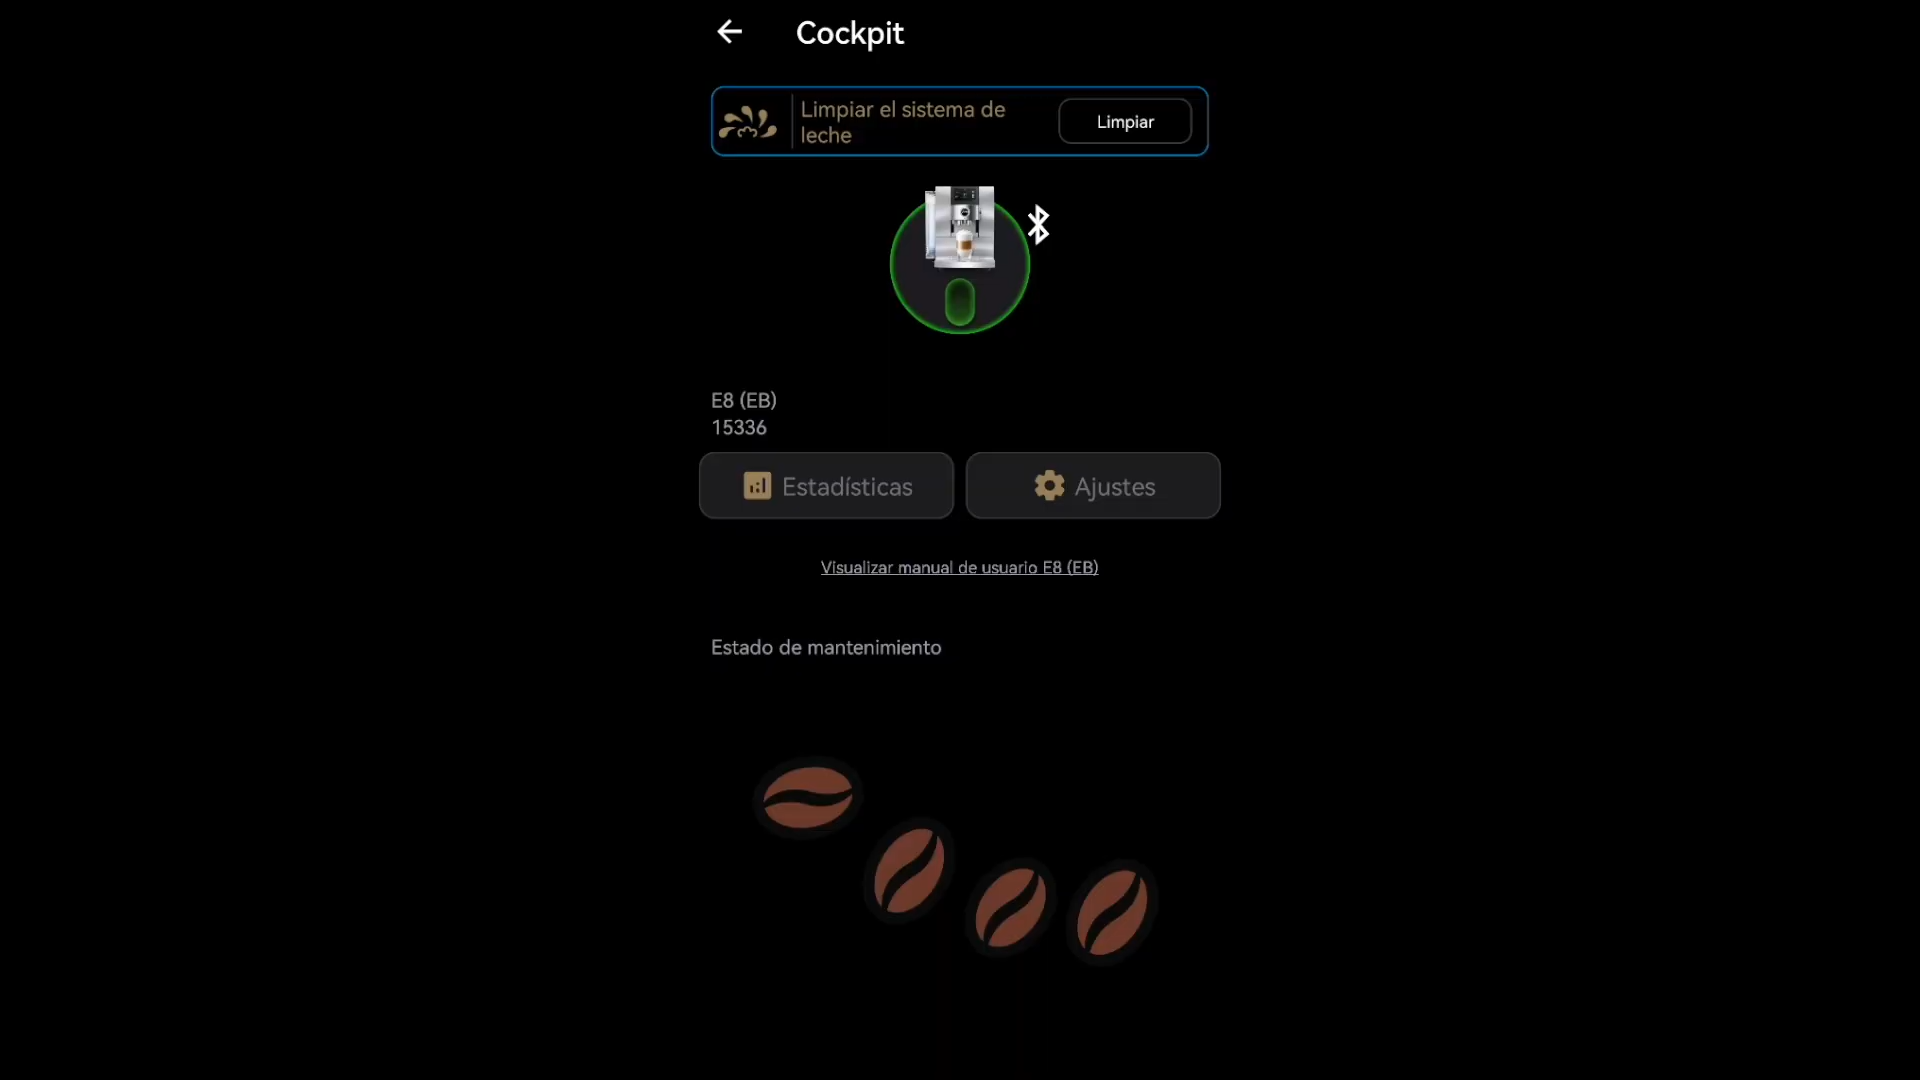 Cockpit
Limpiar el sistema de
leche
Limpiar
E8 (EB)
15336
Estadísticas
Ajustes
Visualizar manual de usuario E8 (EB)
Estado de mantenimiento